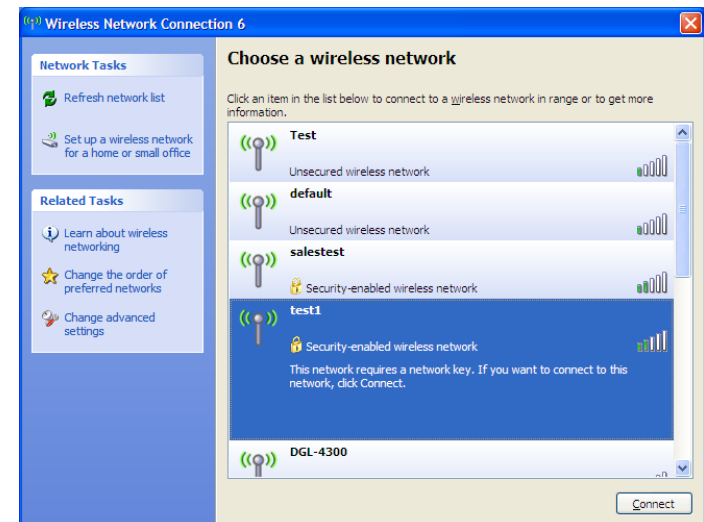 Wireless Network Connection 6
Network Tasks
Refresh network list
Set up a wireless network
for a home or small office
Related Tasks
Learn about wireless
networking
Change the order of
preferred networks
Change advanced
settings
Choose a wireless network
Click an item in the list below to connect to a wireless network in range or to get more
information.
Test
Unsecured wireless network
default
Unsecured wireless network
salestest
Security-enabled wireless network
test1
Security-enabled wireless network
This network requires a network key. If you want to connect to this
network, click Connect.
DGL-4300
Connect